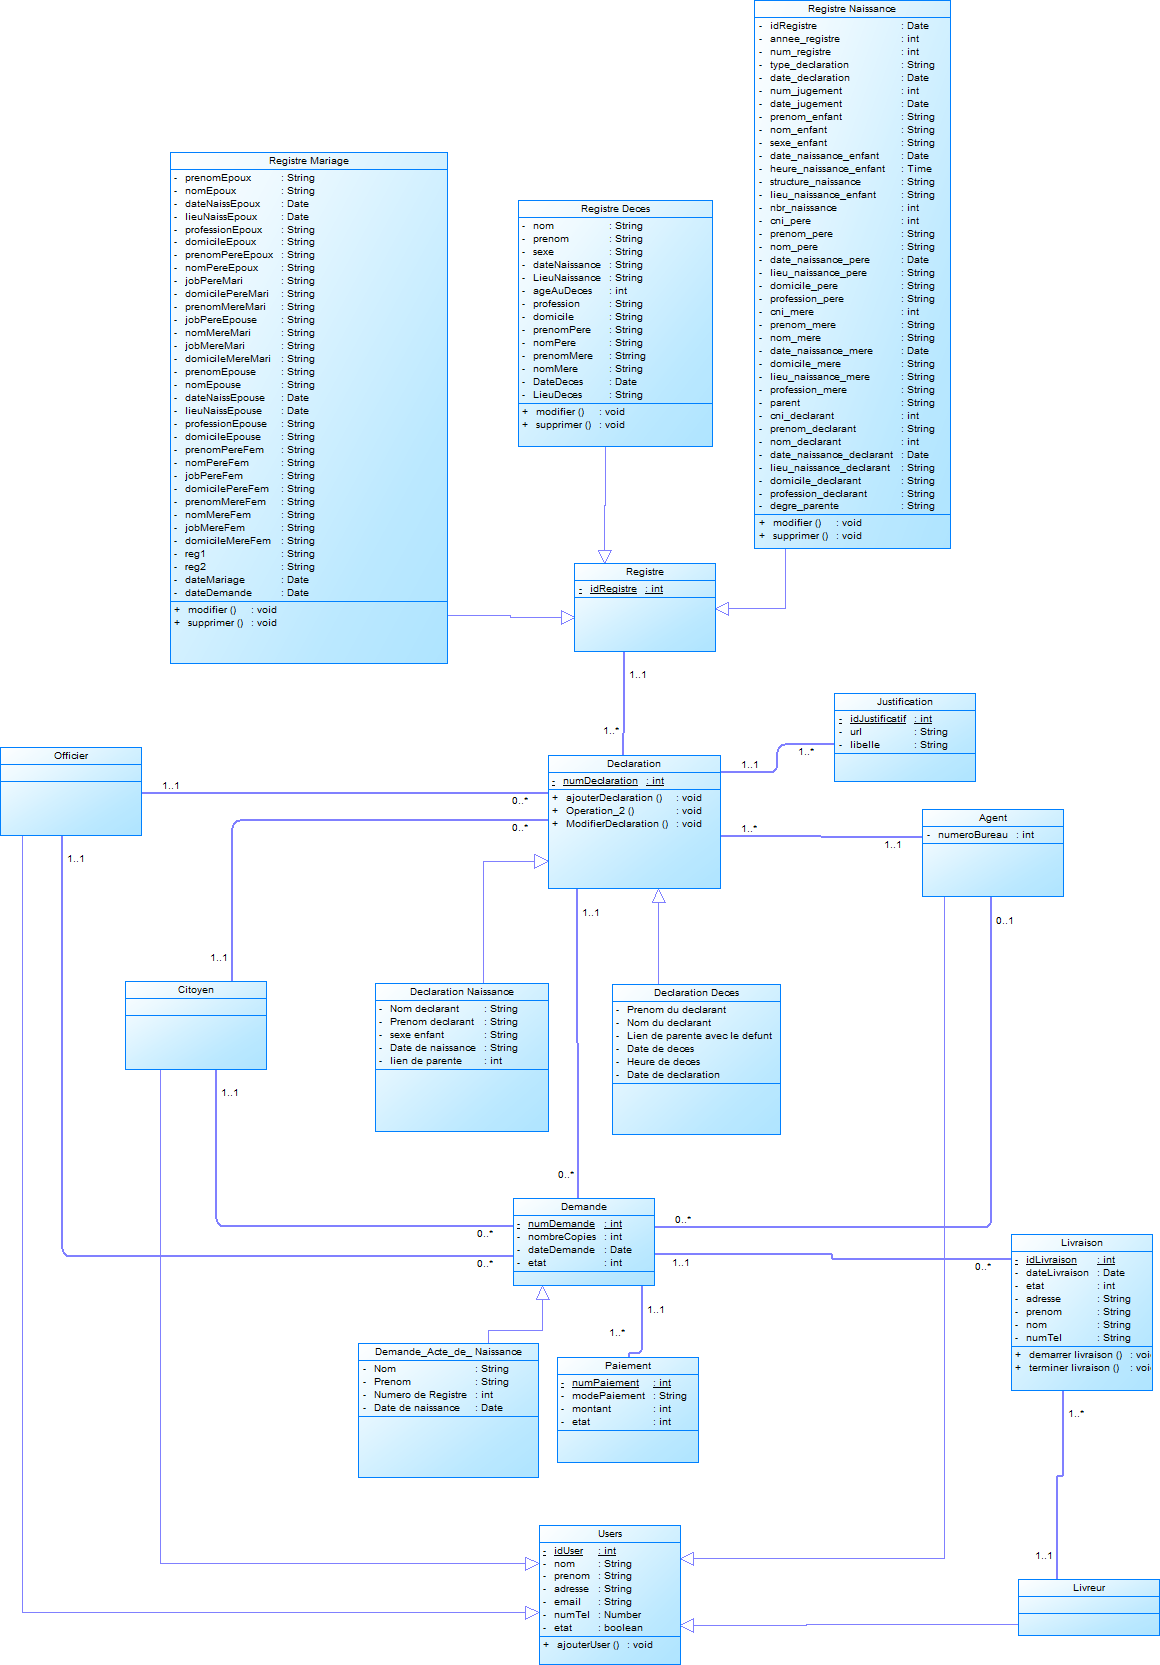 Registre Naissance
- idRegistre : Date
- annee_registre : int
- num_registre : int
- type_declaration : String
- date_declaration : Date
- num_jugement : int
- date_jugement : Date
- prenom_enfant : String
- nom_enfant : String
- sexe_enfant : String
- date_naissance_enfant : Date
- heure_naissance_enfant : Time
- structure_naissance : String
- lieu_naissance_enfant : String
- nbr_naissance : int
- cni_pere : int
- prenom_pere : String
- nom_pere : String
- date_naissance_pere : Date
- lieu_naissance_pere : String
- domicile_pere : String
- profession_pere : String
- cni_mere : int
- prenom_mere : String
- nom_mere : String
- date_naissance_mere : Date
- domicile_mere : String
- lieu_naissance_mere : String
- profession_mere : String
- parent : String
- cni_declarant : int
- prenom_declarant : String
- nom_declarant : int
- date_naissance_declarant : Date
- lieu_naissance_declarant : String
- domicile_declarant : String
- profession_declarant : String
- degre_parente : String
+ modifier () : void
+ supprimer () : void
Registre Mariage
- prenomEpoux : String
- nomEpoux : String
- dateNaissEpoux : Date
- lieuNaissEpoux : Date
- professionEpoux : String
- domicileEpoux : String
- prenomPereEpoux : String
- nomPereEpoux : String
- jobPereMari : String
- domicilePereMari : String
- prenomMereMari : String
- jobPereEpouse : String
- nomMereMari : String
- jobMereMari : String
- domicileMereMari : String
- prenomEpouse : String
- nomEpouse : String
- dateNaissEpouse : Date
- lieuNaissEpouse : Date
- professionEpouse : String
- domicileEpouse : String
- prenomPereFem : String
- nomPereFem : String
- jobPereFem : String
- domicilePereFem : String
- prenomMereFem : String
- nomMereFem : String
- jobMereFem : String
- domicileMereFem : String
- reg1 : String
- reg2 : String
- dateMariage : Date
- dateDemande : Date
+ modifier () : void
+ supprimer () : void
Registre Deces
- nom : String
- prenom : String
- sexe : String
- dateNaissance : String
- LieuNaissance : String
- ageAuDeces : int
- profession : String
- domicile : String
- prenomPere : String
- nomPere : String
- prenomMere : String
- nomMere : String
- DateDeces : Date
- LieuDeces : String
+ modifier () : void
+ supprimer () : void
Registre
- idRegistre : int
1..1
1..*
Justification
- idJustificatif : int
- url : String
- libelle : String
Officier
Declaration
- numDeclaration : int
+ ajouterDeclaration () : void
+ Operation_2 () : void
+ ModifierDeclaration () : void
1..1
1..*
1..1
0..*
0..*
Agent
- numeroBureau : int
1..*
1..1
1..1
0..1
1..1
1..1
Citoyen
Declaration Naissance
- Nom declarant : String
- Prenom declarant : String
- sexe enfant : String
- Date de naissance : String
- lien de parente : int
Declaration Deces
- Prenom du declarant
- Nom du declarant
- Lien de parente avec le defunt
- Date de deces
- Heure de deces
- Date de declaration
1..1
0..*
Demande
- numDemande : int
- nombreCopies : int
- dateDemande : Date
- etat : int
0..*
0..*
0..*
1..1
0..*
Livraison
- idLivraison : int
- dateLivraison : Date
- etat : int
- adresse : String
- prenom : String
- nom : String
- numTel : String
+ demarrer livraison () : voi
+ terminer livraison () : voi
1..1
1..*
Demande_Acte_de_ Naissance
- Nom : String
- Prenom : String
- Numero de Registre : int
- Date de naissance : Date
Paiement
- numPaiement : int
- modePaiement : String
- montant : int
- etat : int
1..*
1..1
Users
- idUser : int
- nom : String
- prenom : String
- adresse : String
- email : String
- numTel : Number
- etat : boolean
+ ajouterUser () : void
Livreur